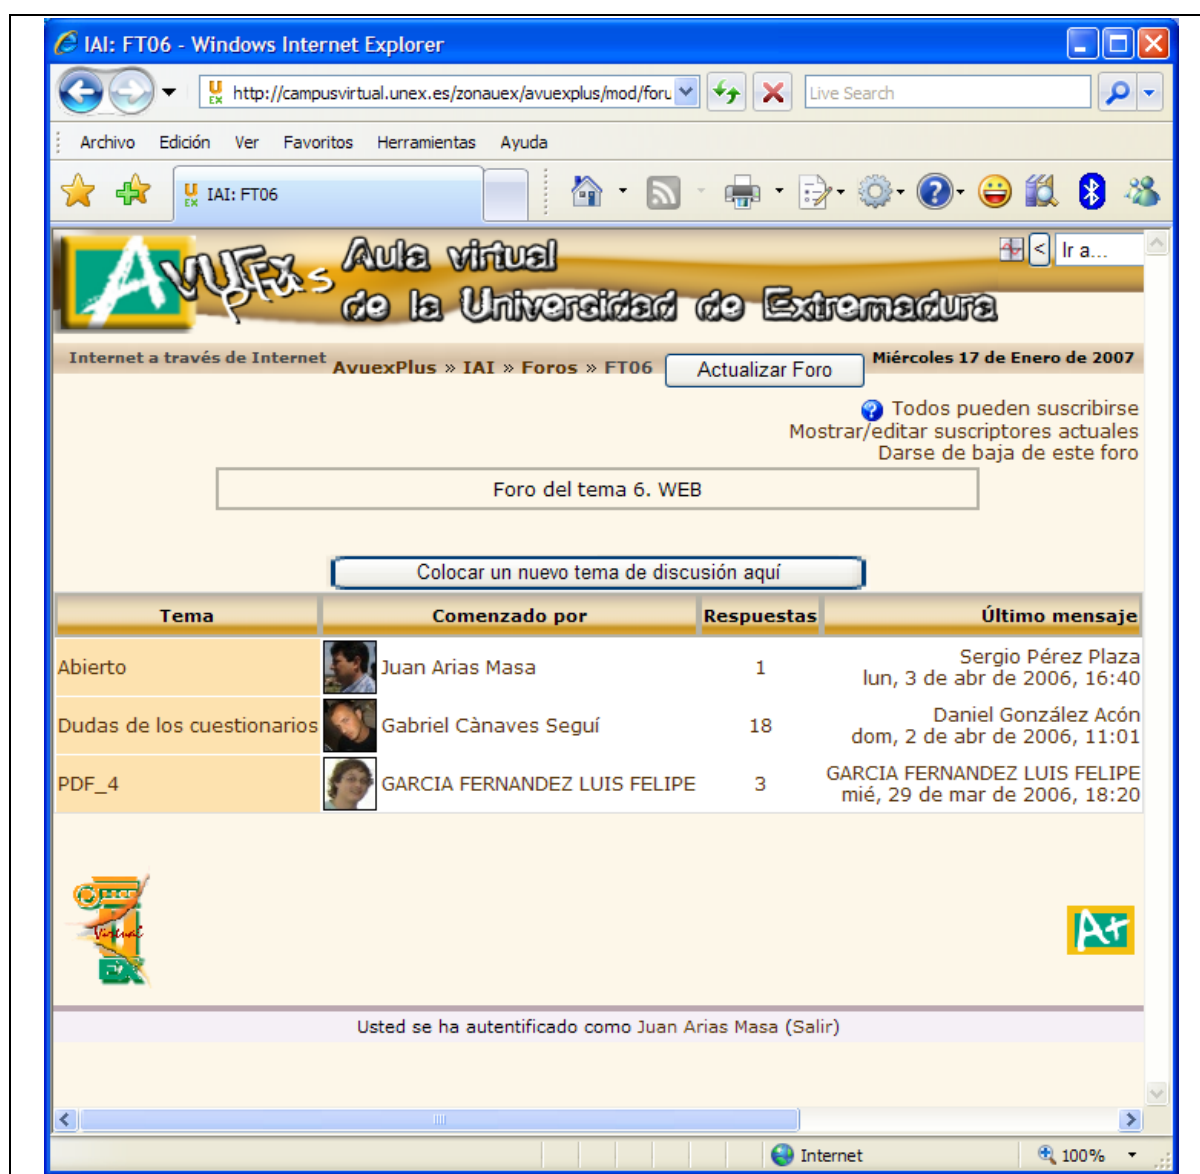 IAI: FT06 - Windows Internet Explorer
http://campusvirtual.unex.es/zonauex/avuexplus/mod/foru
Live Search
Archivo Edición Ver Favoritos Herramientas Ayuda
IAI: FT06
AVUEX Plus
Aula virtual
de la Universidad de Extremadura
< Ir a...
Internet a través de Internet
AvuexPlus » IAI » Foros » FT06
Actualizar Foro
Miércoles 17 de Enero de 2007
Todos pueden suscribirse
Mostrar/editar suscriptores actuales
Darse de baja de este foro
Foro del tema 6. WEB
Colocar un nuevo tema de discusión aquí
Tema Comenzado por Respuestas Último mensaje
Abierto Juan Arias Masa 1 Sergio Pérez Plaza
lun, 3 de abr de 2006, 16:40
Dudas de los cuestionarios Gabriel Cànaves Seguí 18 Daniel González Acón
dom, 2 de abr de 2006, 11:01
PDF_4 GARCIA FERNANDEZ LUIS FELIPE 3 GARCIA FERNANDEZ LUIS FELIPE
mié, 29 de mar de 2006, 18:20
Virtual
EX
A+
Usted se ha autentificado como Juan Arias Masa (Salir)
Internet
100%